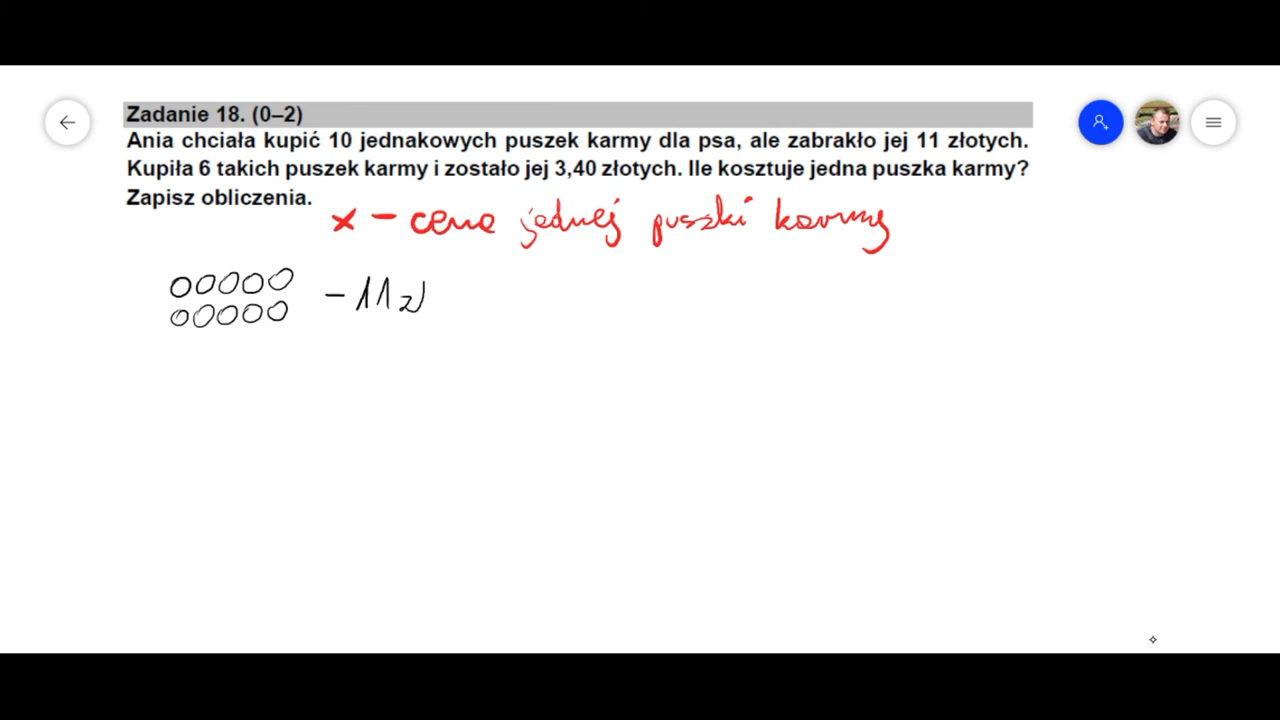 Zadanie 18. (0–2)
Ania chciała kupić 10 jednakowych puszek karmy dla psa, ale zabrakło jej 11 złotych.
Kupiła 6 takich puszek karmy i zostało jej 3,40 złotych. Ile kosztuje jedna puszka karmy?
Zapisz obliczenia.
x – cena jednej puszki karmy
– 11 zł